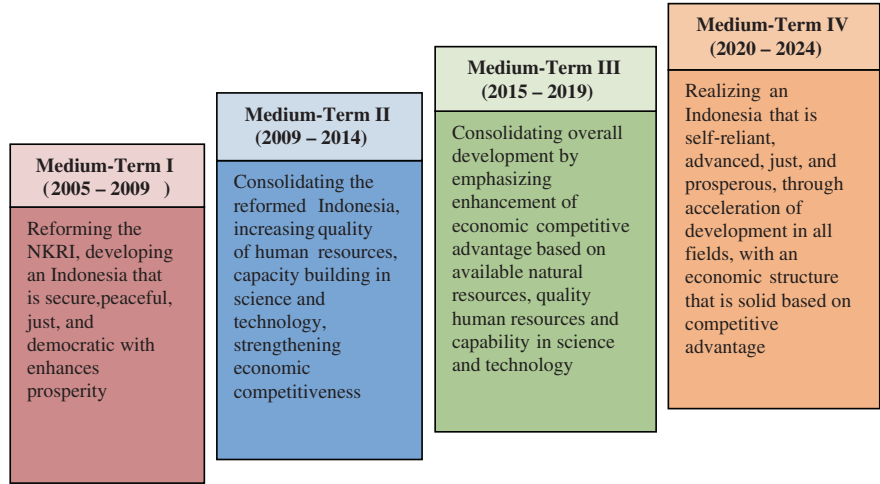 Medium-Term I
(2005 – 2009 )
Reforming the
NKRI, developing
an Indonesia that
is secure,peaceful,
just, and
democratic with
enhances
prosperity
Medium-Term II
(2009 – 2014)
Consolidating the
reformed Indonesia,
increasing quality
of human resources,
capacity building in
science and
technology,
strengthening
economic
competitiveness
Medium-Term III
(2015 – 2019)
Consolidating overall
development by
emphasizing
enhancement of
economic competitive
advantage based on
available natural
resources, quality
human resources and
capability in science
and technology
Medium-Term IV
(2020 – 2024)
Realizing an
Indonesia that is
self-reliant,
advanced, just, and
prosperous, through
acceleration of
development in all
fields, with an
economic structure
that is solid based on
competitive
advantage